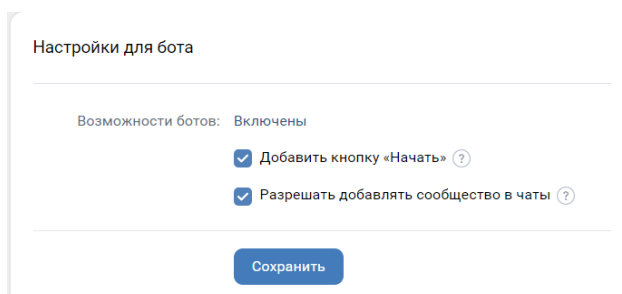 Настройки для бота
Возможности ботов: Включены
Добавить кнопку «Начать» ?
Разрешать добавлять сообщество в чаты ?
Сохранить